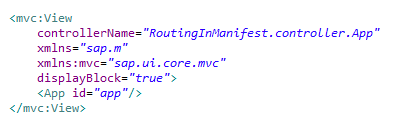 <mvc:View
controllerName="RoutingInManifest.controller.App"
xmlns="sap.m"
xmlns:mvc="sap.ui.core.mvc"
displayBlock="true">
<App id="app"/>
</mvc:View>